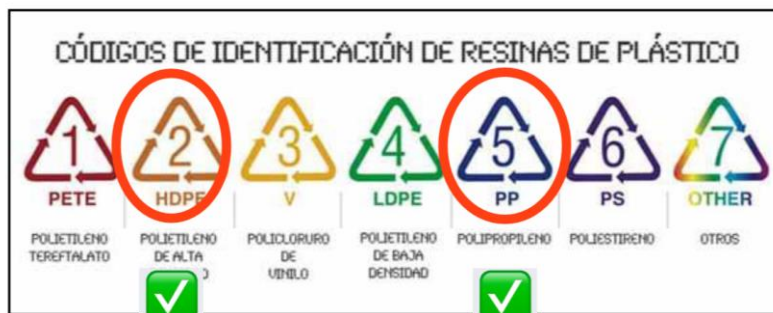 CÓDIGOS DE IDENTIFICACIÓN DE RESINAS DE PLÁSTICO
1 2 3 4 5 6 7
PETE HDPE V LDPE PP PS OTHER
POLIETILENO POLIETILENO POLICLORURO POLIETILENO POLIPROPILENO POLIESTIRENO OTROS
TEREFTALATO DE ALTA DE DE BAJA
VINILO DENSIDAD